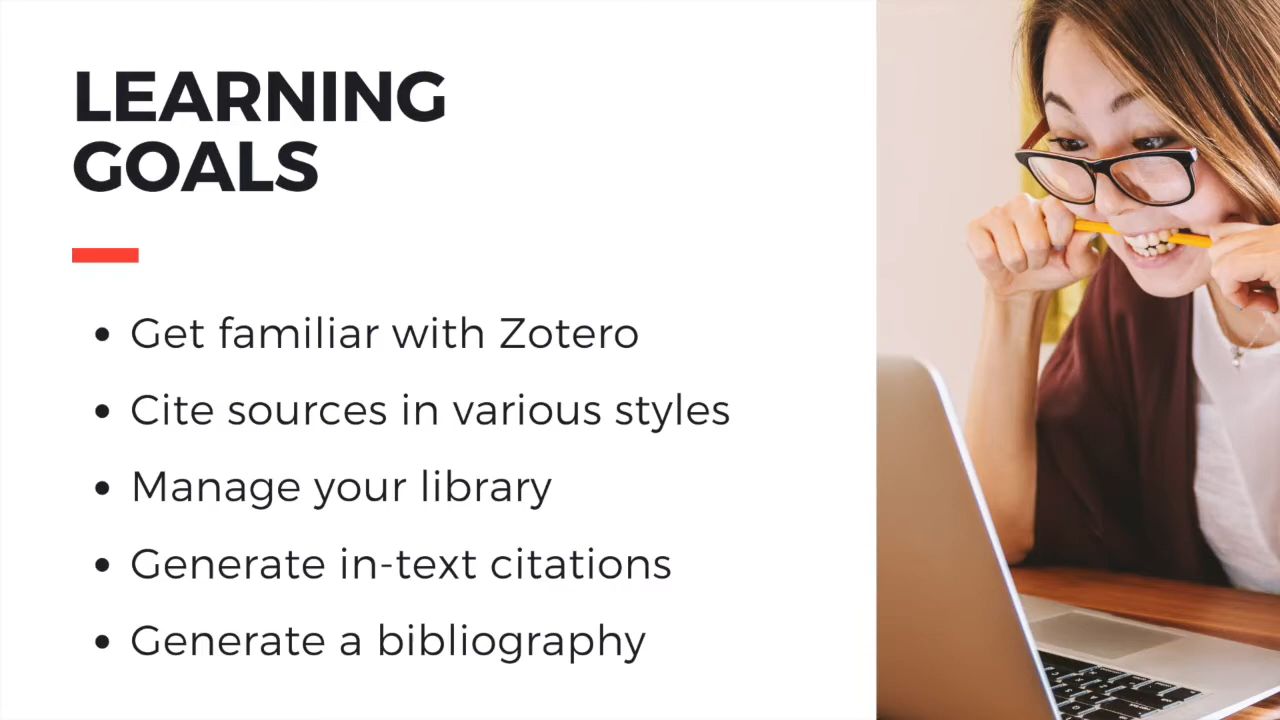 LEARNING
GOALS
• Get familiar with Zotero
• Cite sources in various styles
• Manage your library
• Generate in-text citations
• Generate a bibliography